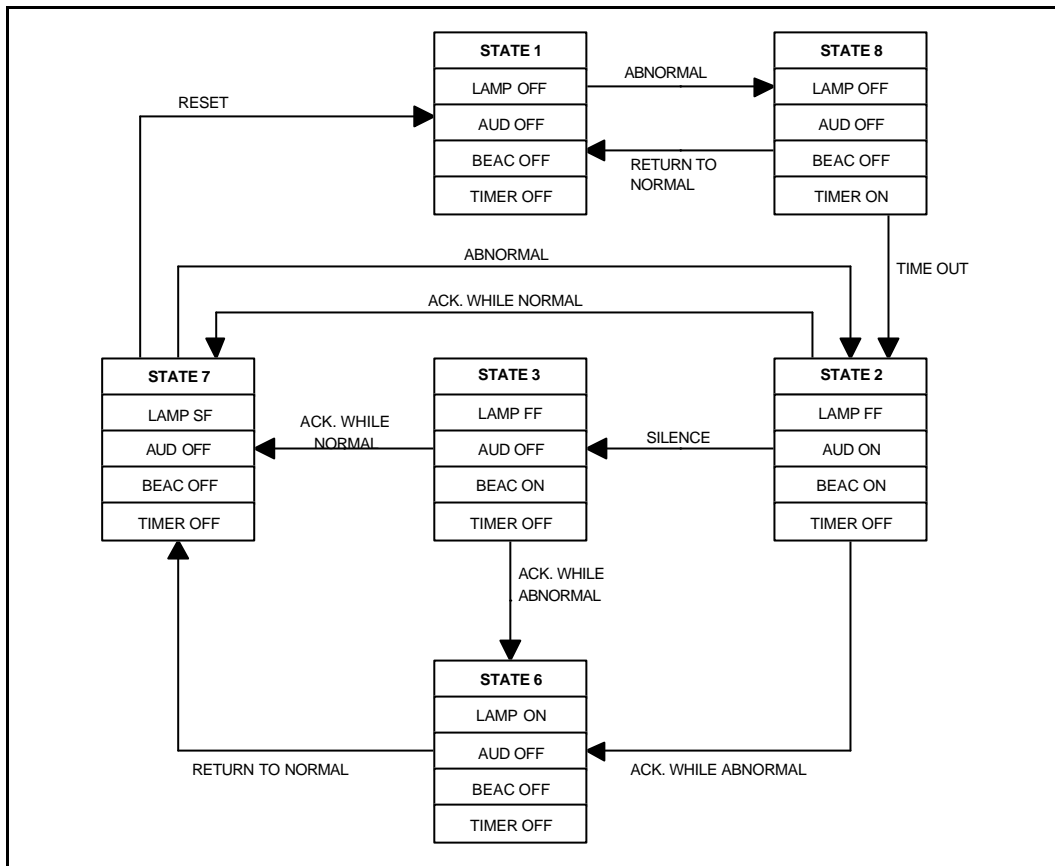 STATE 1
LAMP OFF
AUD OFF
BEAC OFF
TIMER OFF
STATE 8
LAMP OFF
AUD OFF
BEAC OFF
TIMER ON
ABNORMAL
RETURN TO
NORMAL
RESET
TIME OUT
ABNORMAL
ACK. WHILE NORMAL
STATE 7
LAMP SF
AUD OFF
BEAC OFF
TIMER OFF
ACK. WHILE
NORMAL
STATE 3
LAMP FF
AUD OFF
BEAC ON
TIMER OFF
SILENCE
STATE 2
LAMP FF
AUD ON
BEAC ON
TIMER OFF
ACK. WHILE
ABNORMAL
STATE 6
LAMP ON
AUD OFF
BEAC OFF
TIMER OFF
RETURN TO NORMAL
ACK. WHILE ABNORMAL